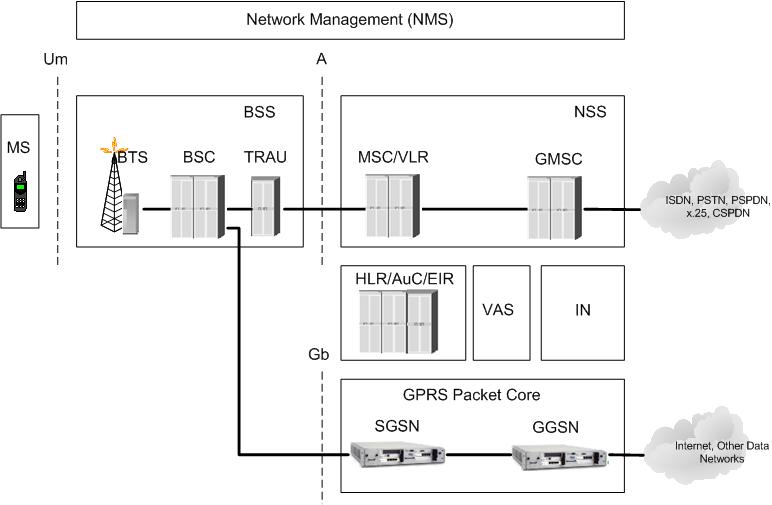 Network Management (NMS)
Um
A
BSS
NSS
MS
BTS
BSC
TRAU
MSC/VLR
GMSC
ISDN, PSTN, PSPDN,
x.25, CSPDN
HLR/AuC/EIR
VAS
IN
Gb
GPRS Packet Core
SGSN
GGSN
Internet, Other Data
Networks